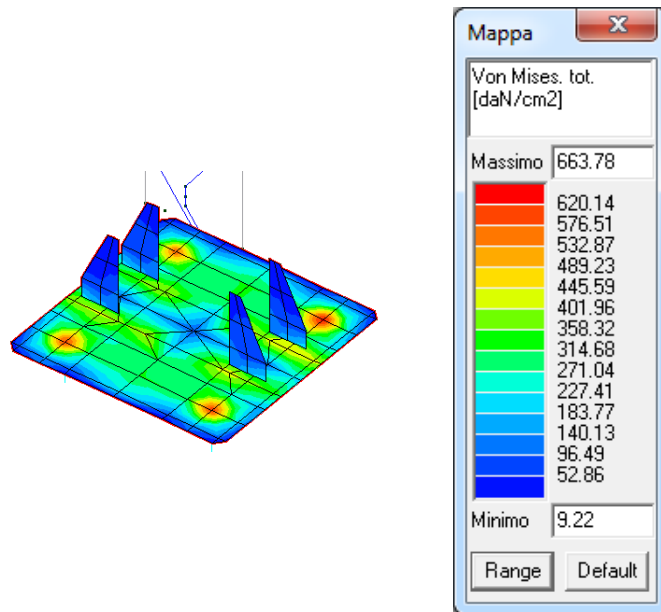 Mappa
Von Mises. tot.
[daN/cm2]
Massimo 663.78
620.14
576.51
532.87
489.23
445.59
401.96
358.32
314.68
271.04
227.41
183.77
140.13
96.49
52.86
Minimo 9.22
Range Default